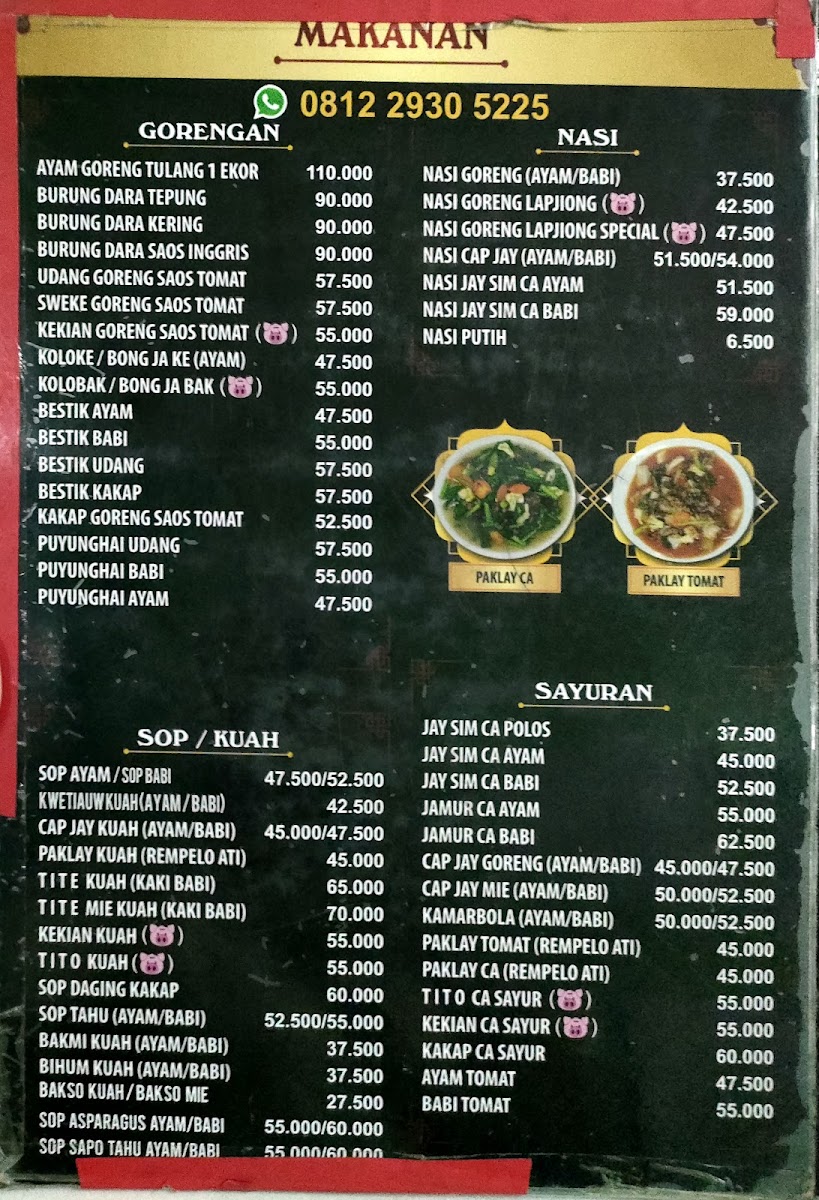 MAKANAN
0812 2930 5225
GORENGAN
AYAM GORENG TULANG 1 EKOR 110.000
BURUNG DARA TEPUNG 90.000
BURUNG DARA KERING 90.000
BURUNG DARA SAOS INGGRIS 90.000
UDANG GORENG SAOS TOMAT 57.500
SWEKE GORENG SAOS TOMAT 57.500
KEKIAN GORENG SAOS TOMAT (🐷) 55.000
KOLOKE / BONG JA KE (AYAM) 47.500
KOLOBAK / BONG JA BAK (🐷) 55.000
BESTIK AYAM 47.500
BESTIK BABI 55.000
BESTIK UDANG 57.500
BESTIK KAKAP 57.500
KAKAP GORENG SAOS TOMAT 52.500
PUYUNGHAI UDANG 57.500
PUYUNGHAI BABI 55.000
PUYUNGHAI AYAM 47.500
SOP / KUAH
SOP AYAM / SOP BABI 47.500/52.500
KWETIAUW KUAH (AYAM / BABI) 42.500
CAP JAY KUAH (AYAM/BABI) 45.000/47.500
PAKLAY KUAH (REMPELO ATI) 45.000
TITE KUAH (KAKI BABI) 65.000
TITE MIE KUAH (KAKI BABI) 70.000
KEKIAN KUAH (🐷) 55.000
TITO KUAH (🐷) 55.000
SOP DAGING KAKAP 60.000
SOP TAHU (AYAM/BABI) 52.500/55.000
BAKMI KUAH (AYAM/BABI) 37.500
BIHUM KUAH (AYAM/BABI) 37.500
BAKSO KUAH / BAKSO MIE 27.500
SOP ASPARAGUS AYAM/BABI 55.000/60.000
SOP SAPO TAHU AYAM/BABI 55.000/60.000
NASI
NASI GORENG (AYAM/BABI) 37.500
NASI GORENG LAPJIONG (🐷) 42.500
NASI GORENG LAPJIONG SPECIAL (🐷) 47.500
NASI CAP JAY (AYAM/BABI) 51.500/54.000
NASI JAY SIM CA AYAM 51.500
NASI JAY SIM CA BABI 59.000
NASI PUTIH 6.500
PAKLAY CA
PAKLAY TOMAT
SAYURAN
JAY SIM CA POLOS 37.500
JAY SIM CA AYAM 45.000
JAY SIM CA BABI 52.500
JAMUR CA AYAM 55.000
JAMUR CA BABI 62.500
CAP JAY GORENG (AYAM/BABI) 45.000/47.500
CAP JAY MIE (AYAM/BABI) 50.000/52.500
KAMARBOLA (AYAM/BABI) 50.000/52.500
PAKLAY TOMAT (REMPELO ATI) 45.000
PAKLAY CA (REMPELO ATI) 45.000
TITO CA SAYUR (🐷) 55.000
KEKIAN CA SAYUR (🐷) 55.000
KAKAP CA SAYUR 60.000
AYAM TOMAT 47.500
BABI TOMAT 55.000